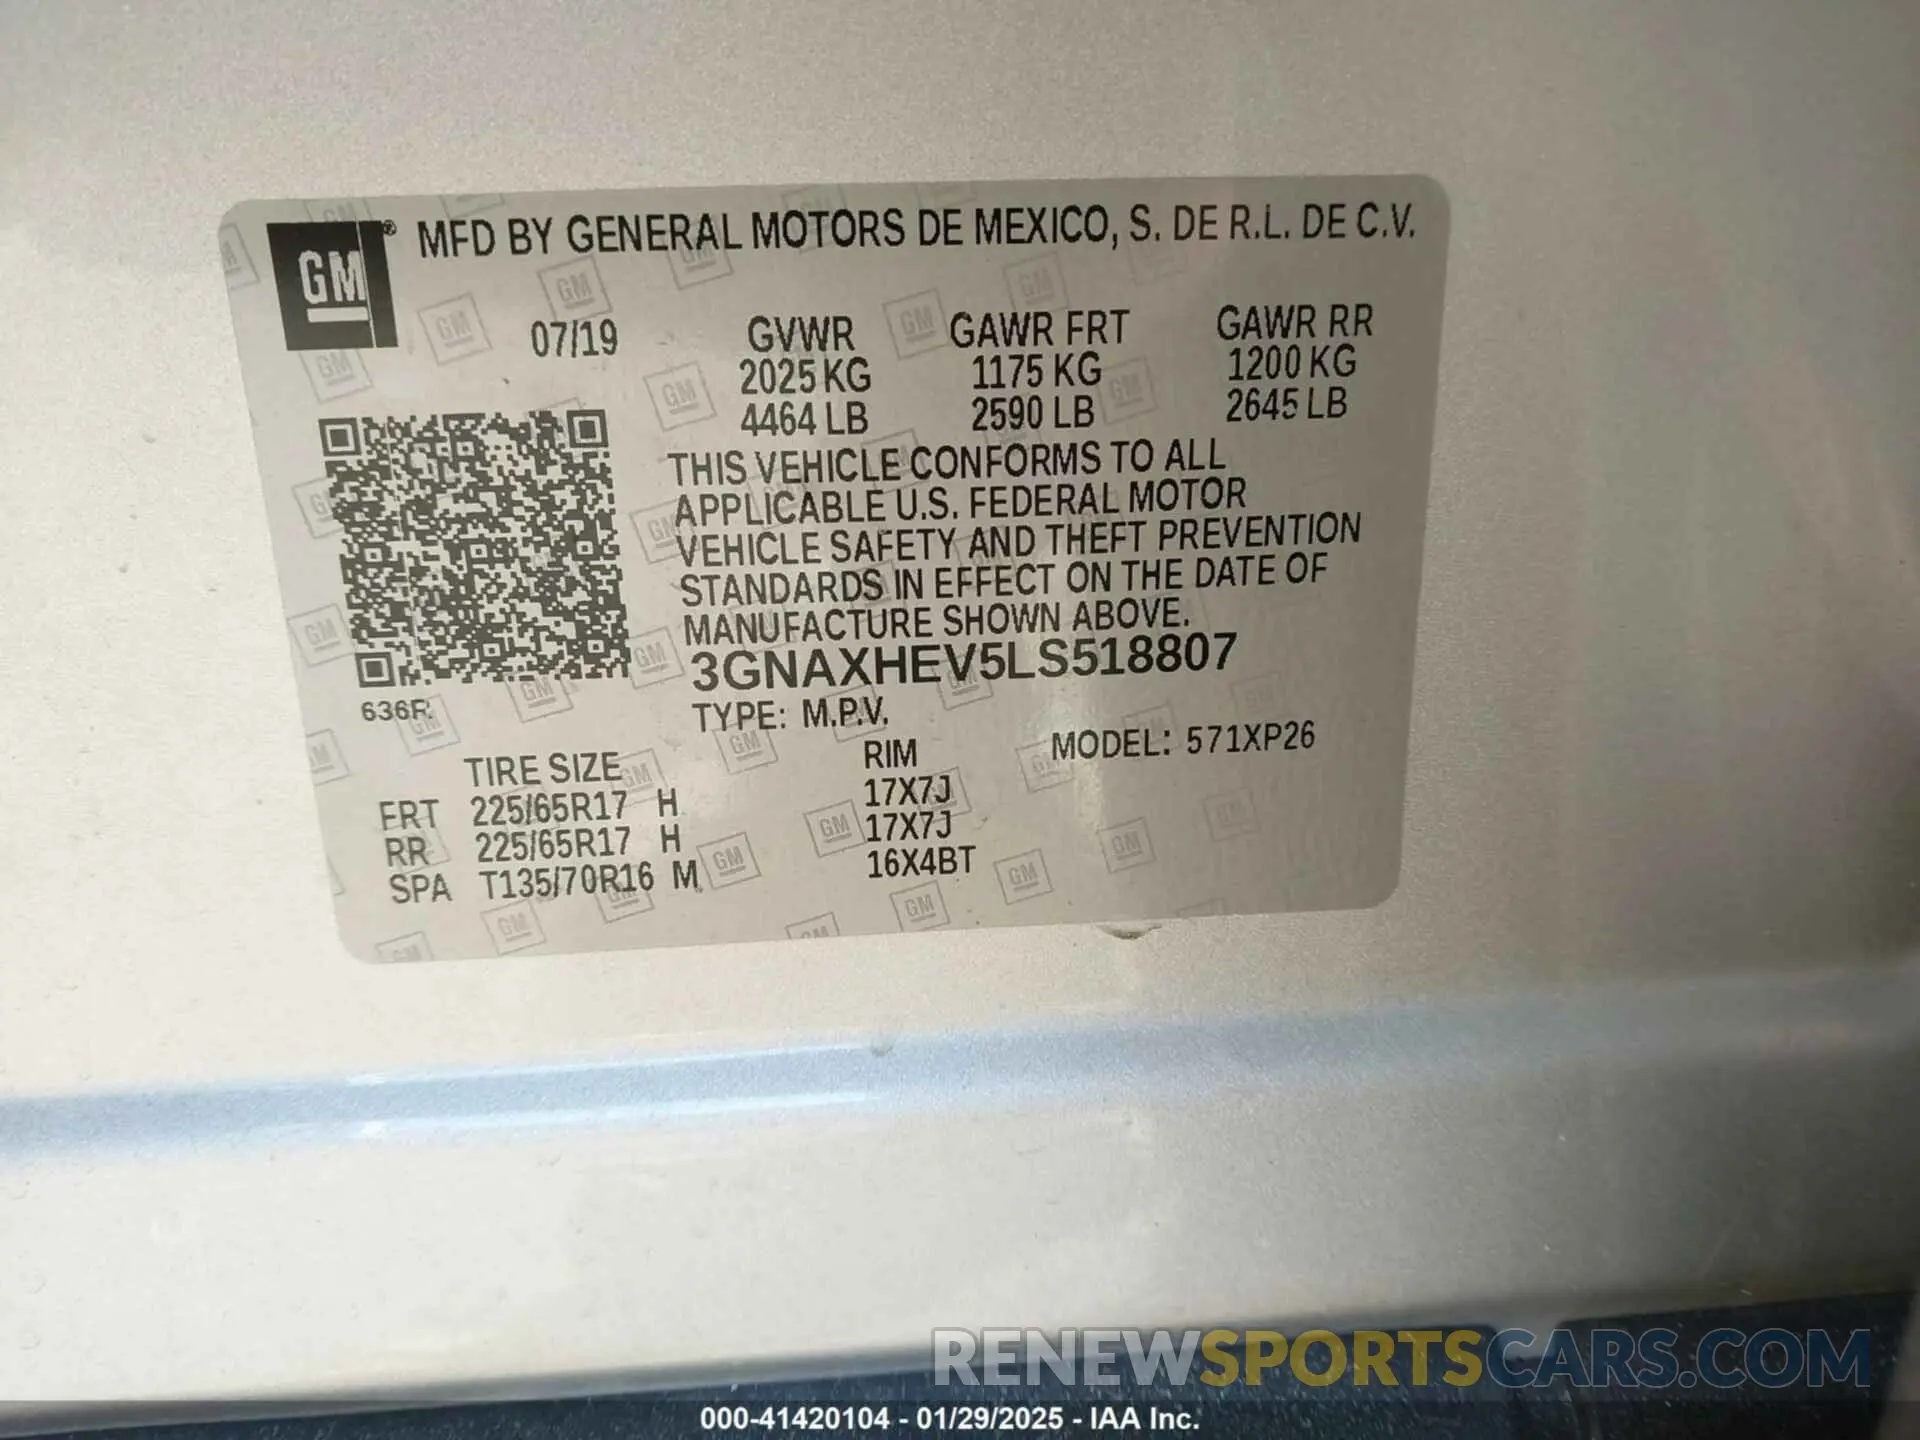 GM® MFD BY GENERAL MOTORS DE MEXICO, S. DE R.L. DE C.V.
07/19 GVWR GAWR FRT GAWR RR
2025 KG 1175 KG 1200 KG
4464 LB 2590 LB 2645 LB
THIS VEHICLE CONFORMS TO ALL
APPLICABLE U.S. FEDERAL MOTOR
VEHICLE SAFETY AND THEFT PREVENTION
STANDARDS IN EFFECT ON THE DATE OF
MANUFACTURE SHOWN ABOVE.
3GNAXHEV5LS518807
636R
TYPE: M.P.V.
TIRE SIZE RIM MODEL: 571XP26
FRT 225/65R17 H 17X7J
RR 225/65R17 H 17X7J
SPA T135/70R16 M 16X4BT
RENEWSPORTSCARS.COM
000-41420104 - 01/29/2025 - IAA Inc.